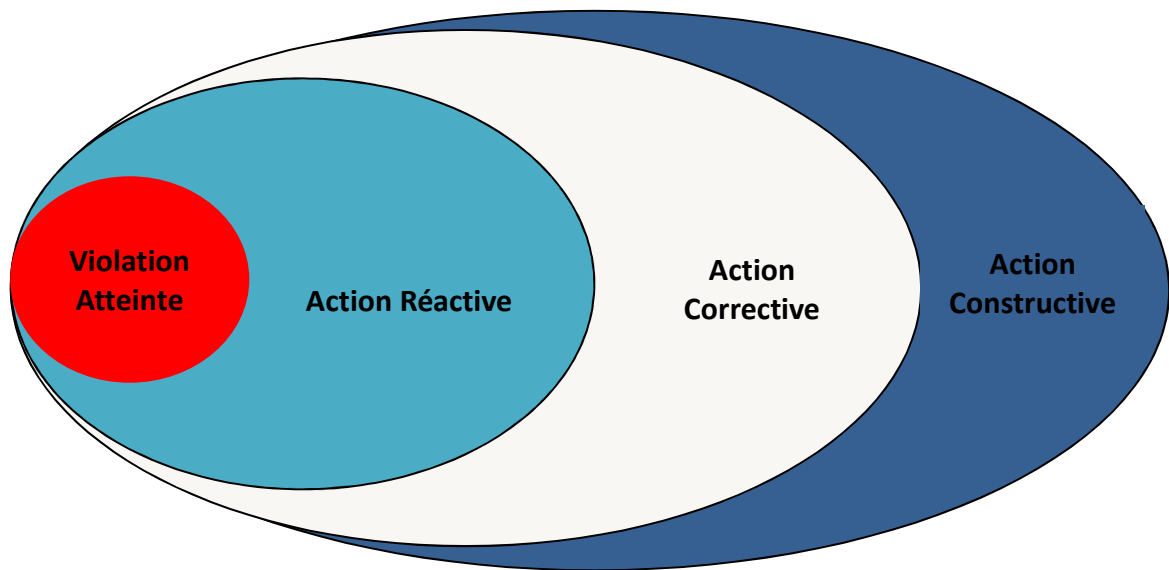 Violation
Atteinte
Action Réactive
Action
Corrective
Action
Constructive